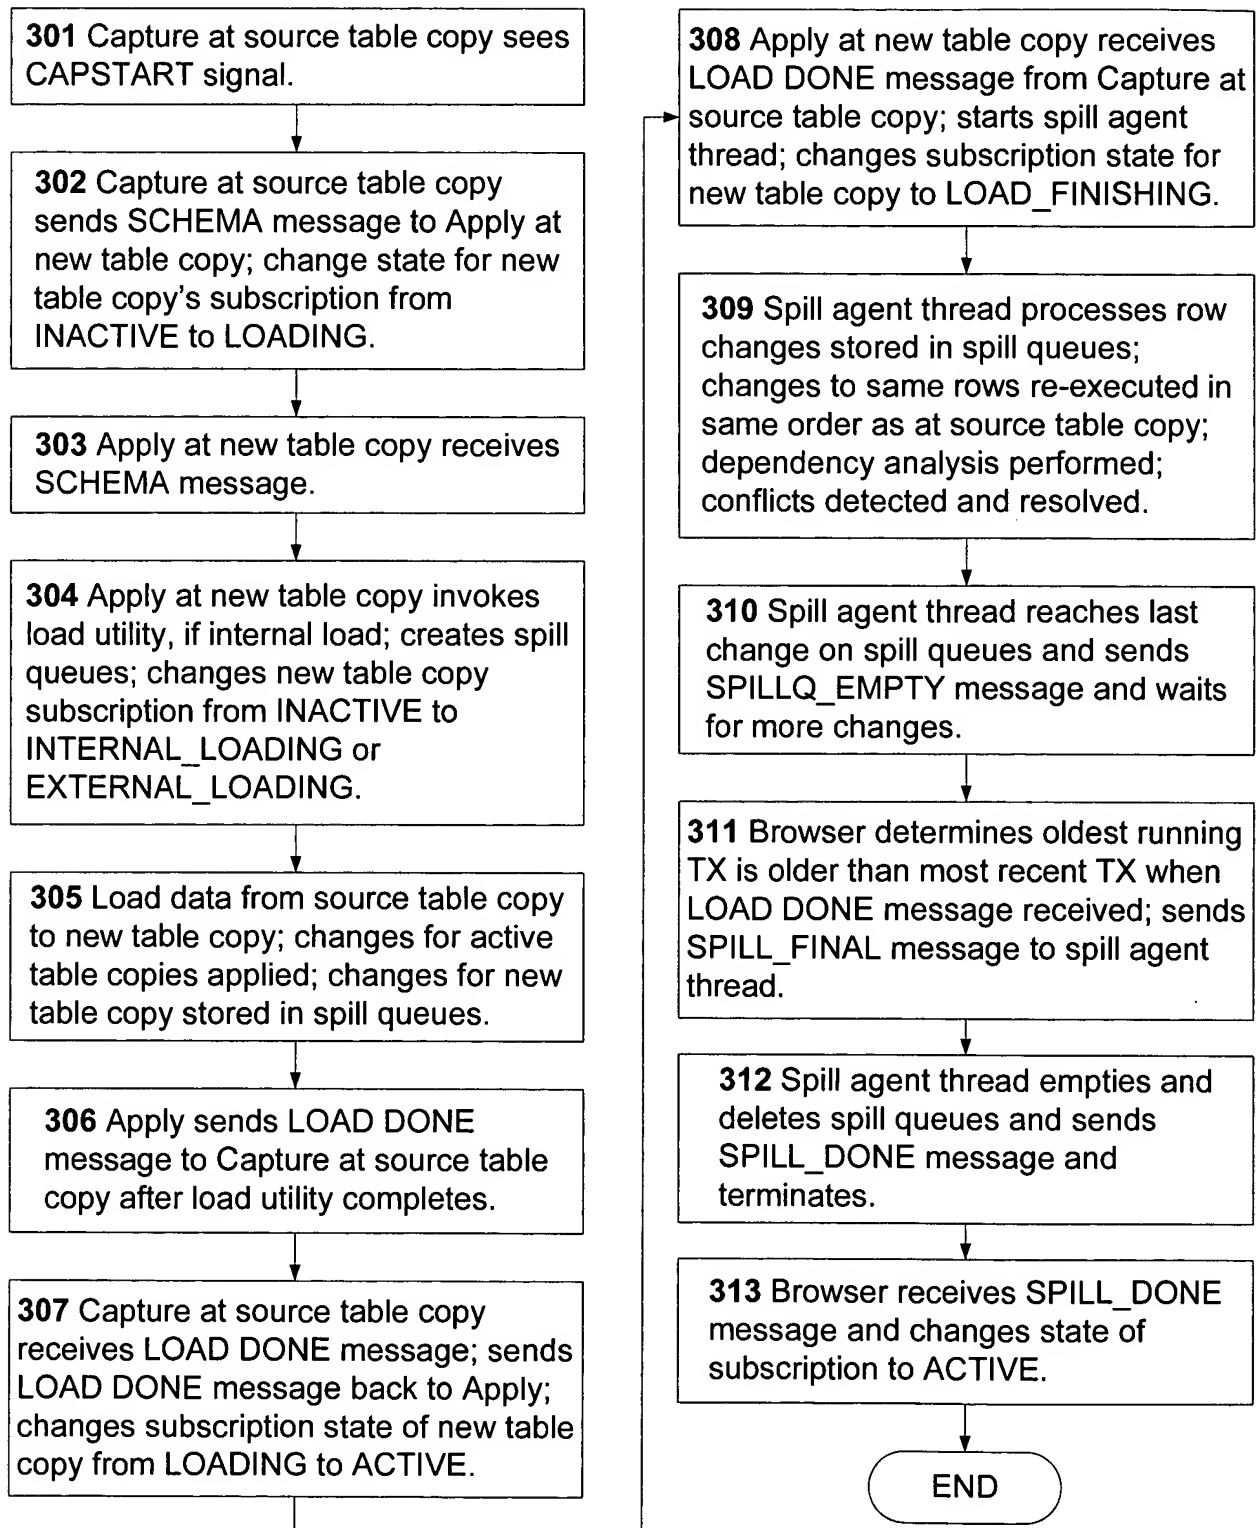 301 Capture at source table copy sees
CAPSTART signal.
302 Capture at source table copy
sends SCHEMA message to Apply at
new table copy; change state for new
table copy's subscription from
INACTIVE to LOADING.
303 Apply at new table copy receives
SCHEMA message.
304 Apply at new table copy invokes
load utility, if internal load; creates spill
queues; changes new table copy
subscription from INACTIVE to
INTERNAL_LOADING or
EXTERNAL_LOADING.
305 Load data from source table copy
to new table copy; changes for active
table copies applied; changes for new
table copy stored in spill queues.
306 Apply sends LOAD DONE
message to Capture at source table
copy after load utility completes.
307 Capture at source table copy
receives LOAD DONE message; sends
LOAD DONE message back to Apply;
changes subscription state of new table
copy from LOADING to ACTIVE.
308 Apply at new table copy receives
LOAD DONE message from Capture at
source table copy; starts spill agent
thread; changes subscription state for
new table copy to LOAD_FINISHING.
309 Spill agent thread processes row
changes stored in spill queues;
changes to same rows re-executed in
same order as at source table copy;
dependency analysis performed;
conflicts detected and resolved.
310 Spill agent thread reaches last
change on spill queues and sends
SPILLQ_EMPTY message and waits
for more changes.
311 Browser determines oldest running
TX is older than most recent TX when
LOAD DONE message received; sends
SPILL_FINAL message to spill agent
thread.
312 Spill agent thread empties and
deletes spill queues and sends
SPILL_DONE message and
terminates.
313 Browser receives SPILL_DONE
message and changes state of
subscription to ACTIVE.
END